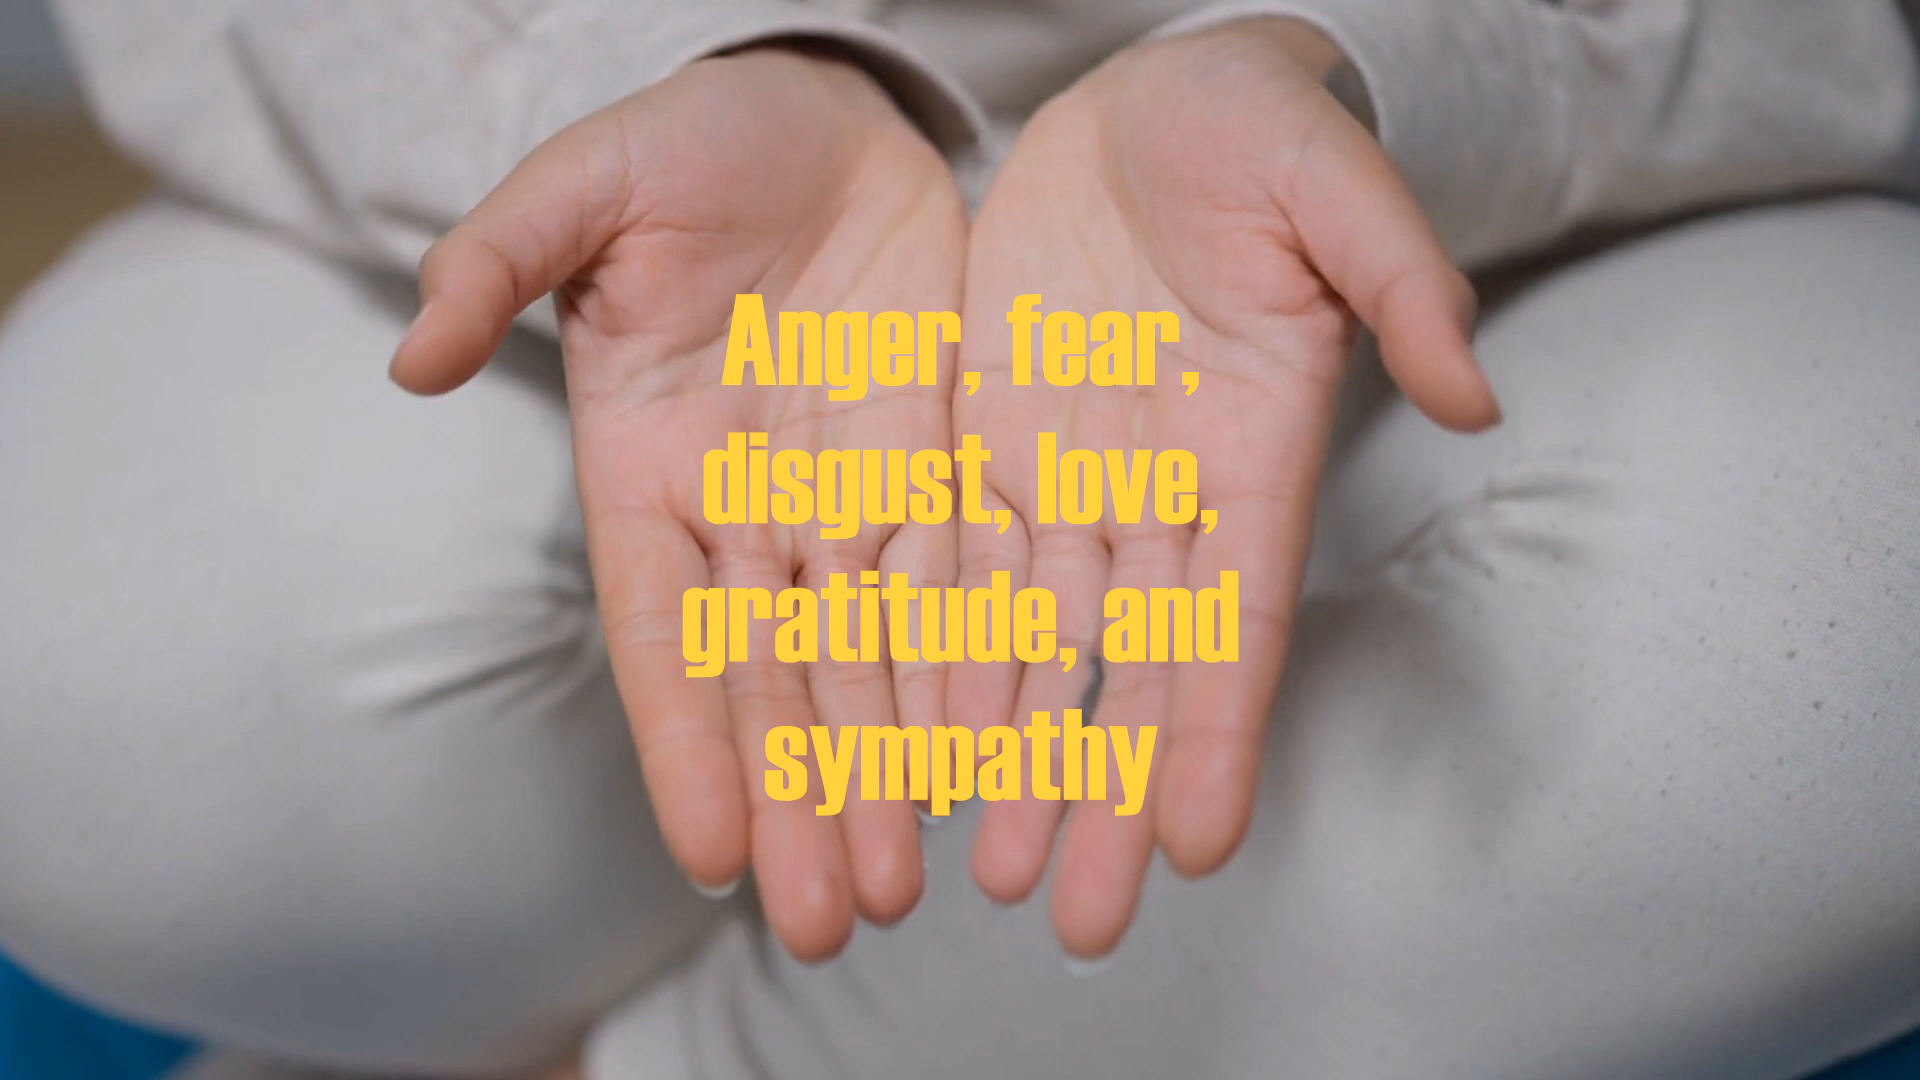 Anger, fear,
disgust, love,
gratitude, and
sympathy